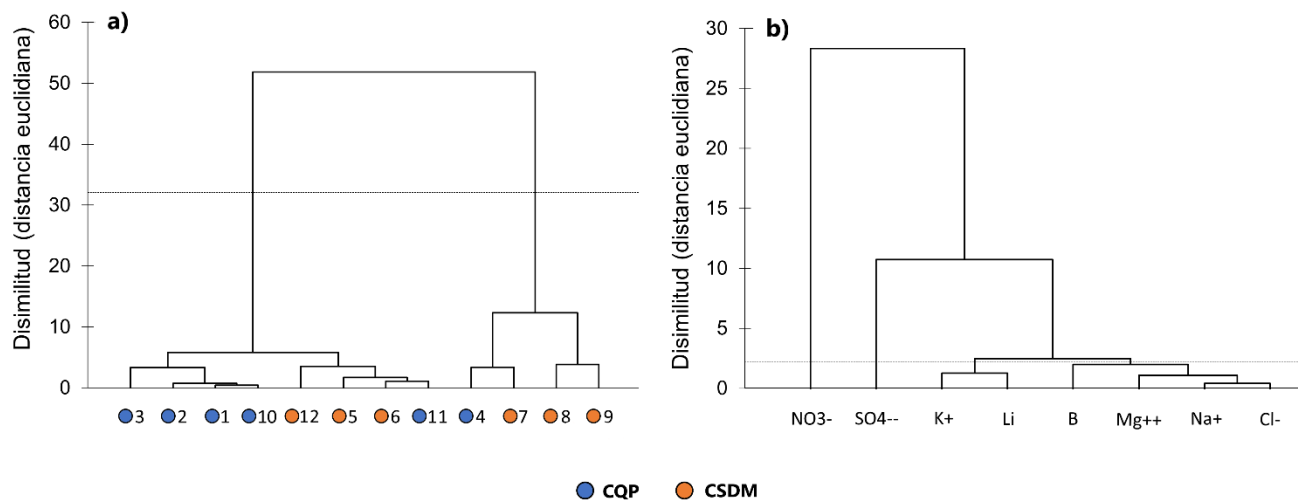 a)
Disimilitud (distancia euclidiana)
60
50
40
30
20
10
0
3 2 1 10 12 5 6 11 4 7 8 9
b)
Disimilitud (distancia euclidiana)
30
25
20
15
10
5
0
NO3- SO4-- K+ Li B Mg++ Na+ Cl-
CQP CSDM